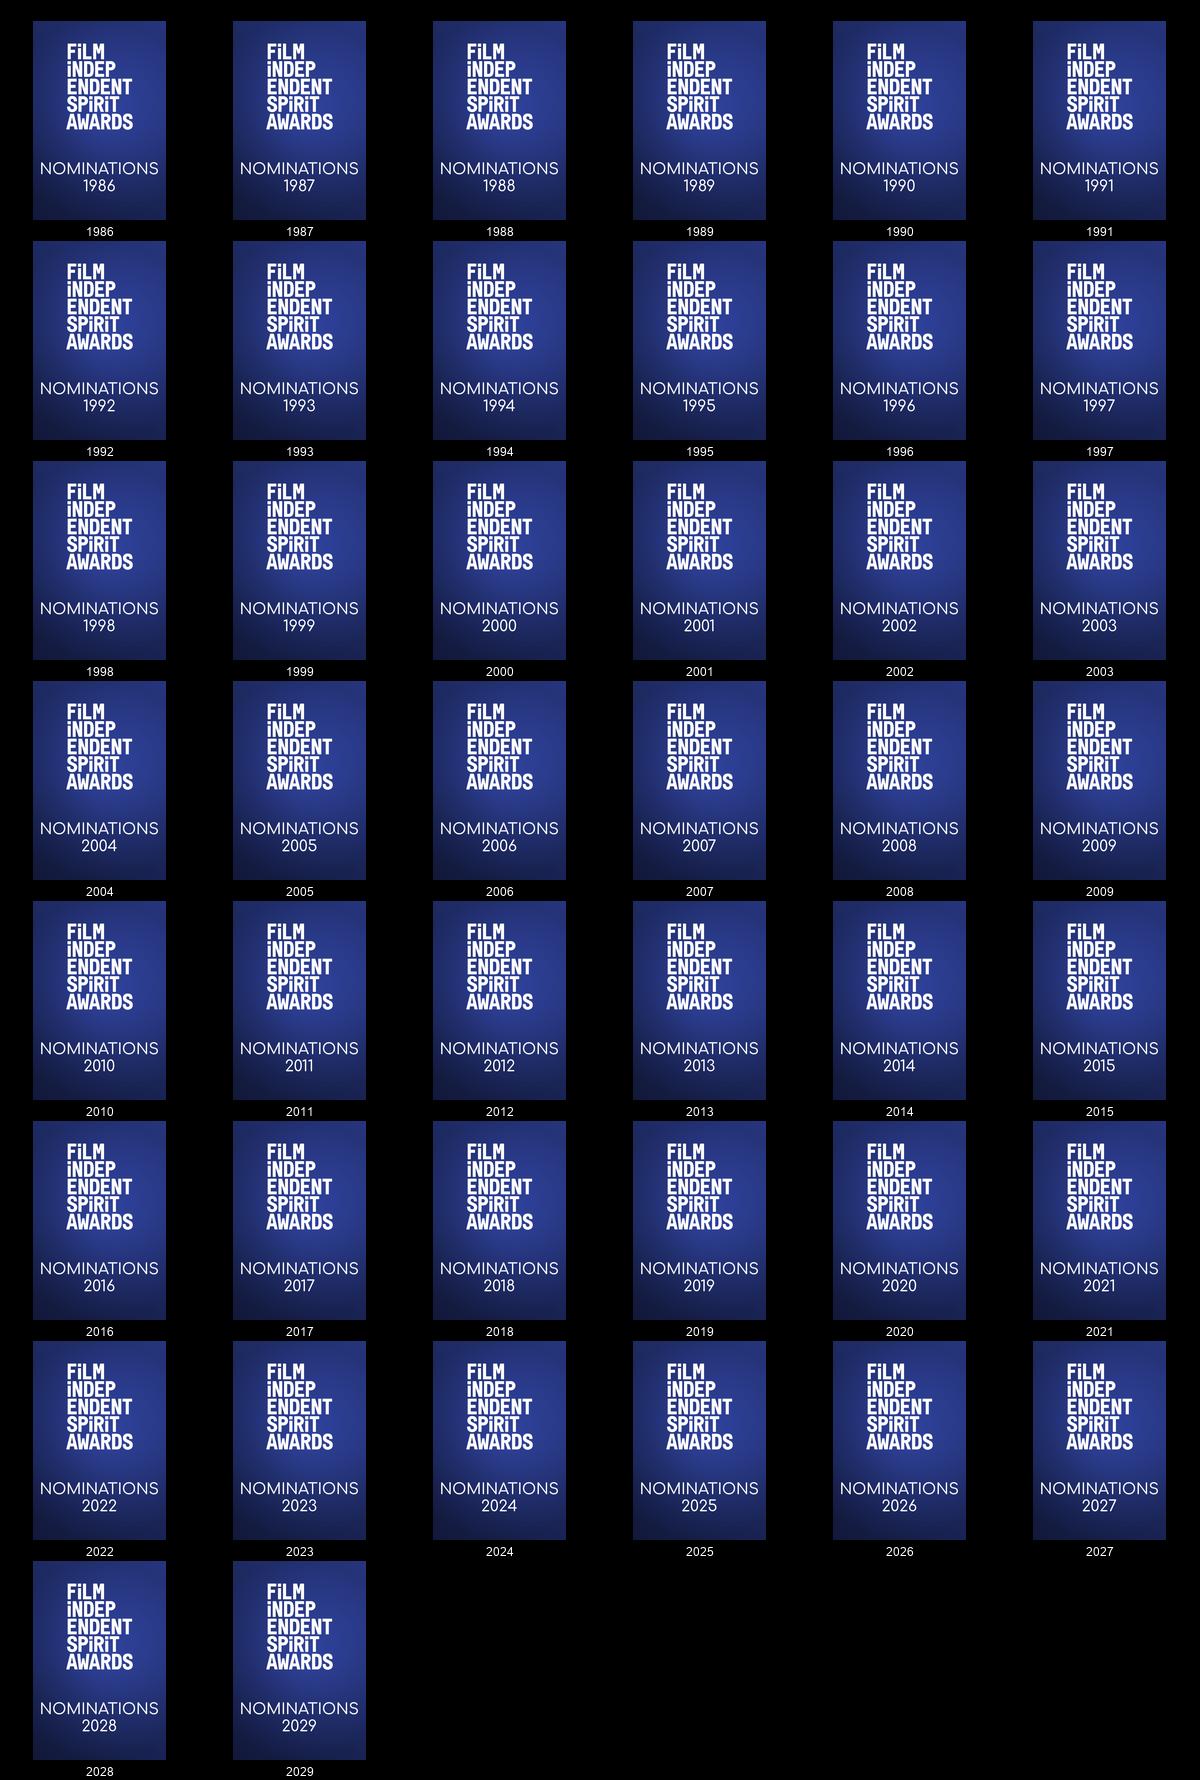 FiLM
iNDEP
ENDENT
SPiRiT
AWARDS
NOMINATIONS
1986
1986
FiLM
iNDEP
ENDENT
SPiRiT
AWARDS
NOMINATIONS
1987
1987
FiLM
iNDEP
ENDENT
SPiRiT
AWARDS
NOMINATIONS
1988
1988
FiLM
iNDEP
ENDENT
SPiRiT
AWARDS
NOMINATIONS
1989
1989
FiLM
iNDEP
ENDENT
SPiRiT
AWARDS
NOMINATIONS
1990
1990
FiLM
iNDEP
ENDENT
SPiRiT
AWARDS
NOMINATIONS
1991
1991
FiLM
iNDEP
ENDENT
SPiRiT
AWARDS
NOMINATIONS
1992
1992
FiLM
iNDEP
ENDENT
SPiRiT
AWARDS
NOMINATIONS
1993
1993
FiLM
iNDEP
ENDENT
SPiRiT
AWARDS
NOMINATIONS
1994
1994
FiLM
iNDEP
ENDENT
SPiRiT
AWARDS
NOMINATIONS
1995
1995
FiLM
iNDEP
ENDENT
SPiRiT
AWARDS
NOMINATIONS
1996
1996
FiLM
iNDEP
ENDENT
SPiRiT
AWARDS
NOMINATIONS
1997
1997
FiLM
iNDEP
ENDENT
SPiRiT
AWARDS
NOMINATIONS
1998
1998
FiLM
iNDEP
ENDENT
SPiRiT
AWARDS
NOMINATIONS
1999
1999
FiLM
iNDEP
ENDENT
SPiRiT
AWARDS
NOMINATIONS
2000
2000
FiLM
iNDEP
ENDENT
SPiRiT
AWARDS
NOMINATIONS
2001
2001
FiLM
iNDEP
ENDENT
SPiRiT
AWARDS
NOMINATIONS
2002
2002
FiLM
iNDEP
ENDENT
SPiRiT
AWARDS
NOMINATIONS
2003
2003
FiLM
iNDEP
ENDENT
SPiRiT
AWARDS
NOMINATIONS
2004
2004
FiLM
iNDEP
ENDENT
SPiRiT
AWARDS
NOMINATIONS
2005
2005
FiLM
iNDEP
ENDENT
SPiRiT
AWARDS
NOMINATIONS
2006
2006
FiLM
iNDEP
ENDENT
SPiRiT
AWARDS
NOMINATIONS
2007
2007
FiLM
iNDEP
ENDENT
SPiRiT
AWARDS
NOMINATIONS
2008
2008
FiLM
iNDEP
ENDENT
SPiRiT
AWARDS
NOMINATIONS
2009
2009
FiLM
iNDEP
ENDENT
SPiRiT
AWARDS
NOMINATIONS
2010
2010
FiLM
iNDEP
ENDENT
SPiRiT
AWARDS
NOMINATIONS
2011
2011
FiLM
iNDEP
ENDENT
SPiRiT
AWARDS
NOMINATIONS
2012
2012
FiLM
iNDEP
ENDENT
SPiRiT
AWARDS
NOMINATIONS
2013
2013
FiLM
iNDEP
ENDENT
SPiRiT
AWARDS
NOMINATIONS
2014
2014
FiLM
iNDEP
ENDENT
SPiRiT
AWARDS
NOMINATIONS
2015
2015
FiLM
iNDEP
ENDENT
SPiRiT
AWARDS
NOMINATIONS
2016
2016
FiLM
iNDEP
ENDENT
SPiRiT
AWARDS
NOMINATIONS
2017
2017
FiLM
iNDEP
ENDENT
SPiRiT
AWARDS
NOMINATIONS
2018
2018
FiLM
iNDEP
ENDENT
SPiRiT
AWARDS
NOMINATIONS
2019
2019
FiLM
iNDEP
ENDENT
SPiRiT
AWARDS
NOMINATIONS
2020
2020
FiLM
iNDEP
ENDENT
SPiRiT
AWARDS
NOMINATIONS
2021
2021
FiLM
iNDEP
ENDENT
SPiRiT
AWARDS
NOMINATIONS
2022
2022
FiLM
iNDEP
ENDENT
SPiRiT
AWARDS
NOMINATIONS
2023
2023
FiLM
iNDEP
ENDENT
SPiRiT
AWARDS
NOMINATIONS
2024
2024
FiLM
iNDEP
ENDENT
SPiRiT
AWARDS
NOMINATIONS
2025
2025
FiLM
iNDEP
ENDENT
SPiRiT
AWARDS
NOMINATIONS
2026
2026
FiLM
iNDEP
ENDENT
SPiRiT
AWARDS
NOMINATIONS
2027
2027
FiLM
iNDEP
ENDENT
SPiRiT
AWARDS
NOMINATIONS
2028
2028
FiLM
iNDEP
ENDENT
SPiRiT
AWARDS
NOMINATIONS
2029
2029